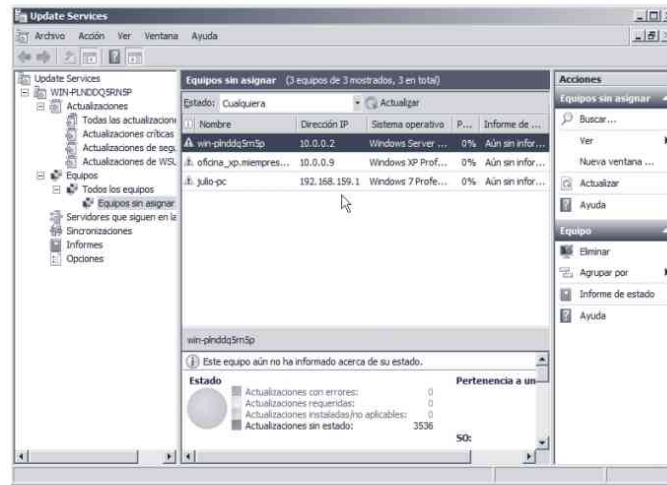 Update Services
Archivo Acción Ver Ventana Ayuda
Update Services
WIN-PLNDDQ5RN5P
Actualizaciones
Todas las actualizacion
Actualizaciones críticas
Actualizaciones de segu
Actualizaciones de WSU
Equipos
Todos los equipos
Equipos sin asignar
Servidores que siguen en la
Sincronizaciones
Informes
Opciones
Equipos sin asignar (3 equipos de 3 mostrados, 3 en total)
Estado: Cualquiera Actualizar
Nombre Dirección IP Sistema operativo P... Informe de ...
win-plnddq5rn5p 10.0.0.2 Windows Server ... 0% Aún sin infor...
oficina_xp.miempres... 10.0.0.9 Windows XP Prof... 0% Aún sin infor...
julio-pc 192.168.159.1 Windows 7 Profe... 0% Aún sin infor...
win-plnddq5rn5p
Este equipo aún no ha informado acerca de su estado.
Estado
Actualizaciones con errores: 0
Actualizaciones requeridas: 0
Actualizaciones instaladas/no aplicables: 0
Actualizaciones sin estado: 3536
Pertenencia a un
SO:
Acciones
Equipos sin asignar
Buscar...
Ver
Nueva ventana ...
Actualizar
Ayuda
Equipo
Eliminar
Agrupar por
Informe de estado
Ayuda